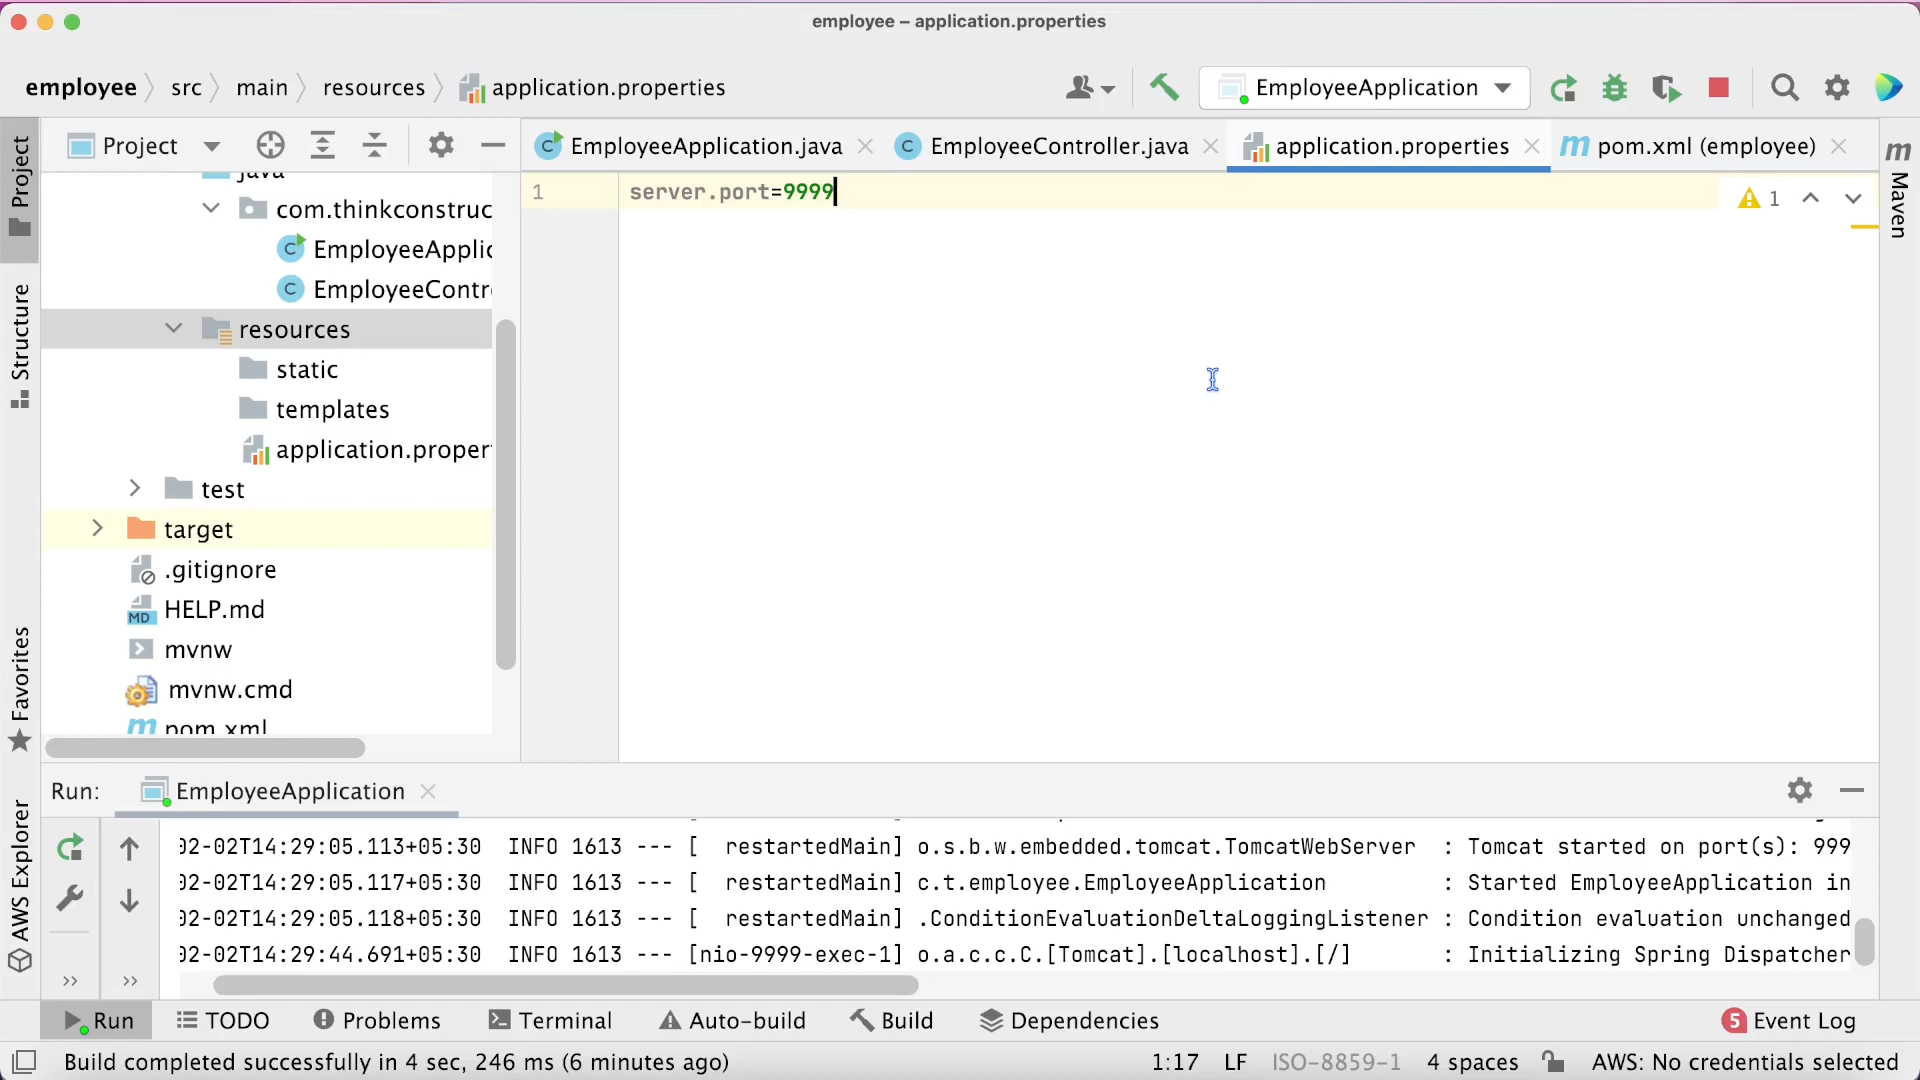 employee – application.properties
employee src main resources application.properties
EmployeeApplication
Project
EmployeeApplication.java
EmployeeController.java
application.properties
m pom.xml (employee)
m
Maven
Project
Structure
Favorites
AWS Explorer
java
com.thinkconstruc
EmployeeApplic
EmployeeContr
resources
static
templates
application.proper
test
target
.gitignore
HELP.md
mvnw
mvnw.cmd
pom.xml
1 server.port=9999
1
Run: EmployeeApplication
02-02T14:29:05.113+05:30 INFO 1613 --- [ restartedMain] o.s.b.w.embedded.tomcat.TomcatWebServer : Tomcat started on port(s): 999
02-02T14:29:05.117+05:30 INFO 1613 --- [ restartedMain] c.t.employee.EmployeeApplication : Started EmployeeApplication in
02-02T14:29:05.118+05:30 INFO 1613 --- [ restartedMain] .ConditionEvaluationDeltaLoggingListener : Condition evaluation unchanged
02-02T14:29:44.691+05:30 INFO 1613 --- [nio-9999-exec-1] o.a.c.c.C.[Tomcat].[localhost].[/] : Initializing Spring Dispatcher
Run TODO Problems Terminal Auto-build Build Dependencies 5 Event Log
Build completed successfully in 4 sec, 246 ms (6 minutes ago) 1:17 LF ISO-8859-1 4 spaces AWS: No credentials selected